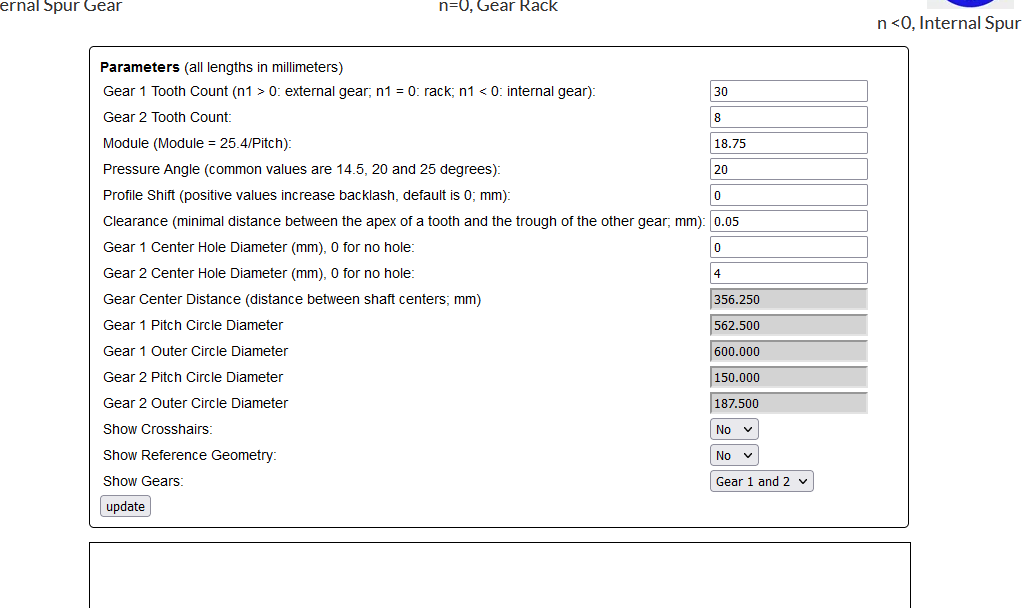 ernal Spur Gear
n=0, Gear Rack
n <0, Internal Spur
Parameters (all lengths in millimeters)
Gear 1 Tooth Count (n1 > 0: external gear; n1 = 0: rack; n1 < 0: internal gear): 30
Gear 2 Tooth Count: 8
Module (Module = 25.4/Pitch): 18.75
Pressure Angle (common values are 14.5, 20 and 25 degrees): 20
Profile Shift (positive values increase backlash, default is 0; mm): 0
Clearance (minimal distance between the apex of a tooth and the trough of the other gear; mm): 0.05
Gear 1 Center Hole Diameter (mm), 0 for no hole: 0
Gear 2 Center Hole Diameter (mm), 0 for no hole: 4
Gear Center Distance (distance between shaft centers; mm) 356.250
Gear 1 Pitch Circle Diameter 562.500
Gear 1 Outer Circle Diameter 600.000
Gear 2 Pitch Circle Diameter 150.000
Gear 2 Outer Circle Diameter 187.500
Show Crosshairs: No
Show Reference Geometry: No
Show Gears: Gear 1 and 2
update